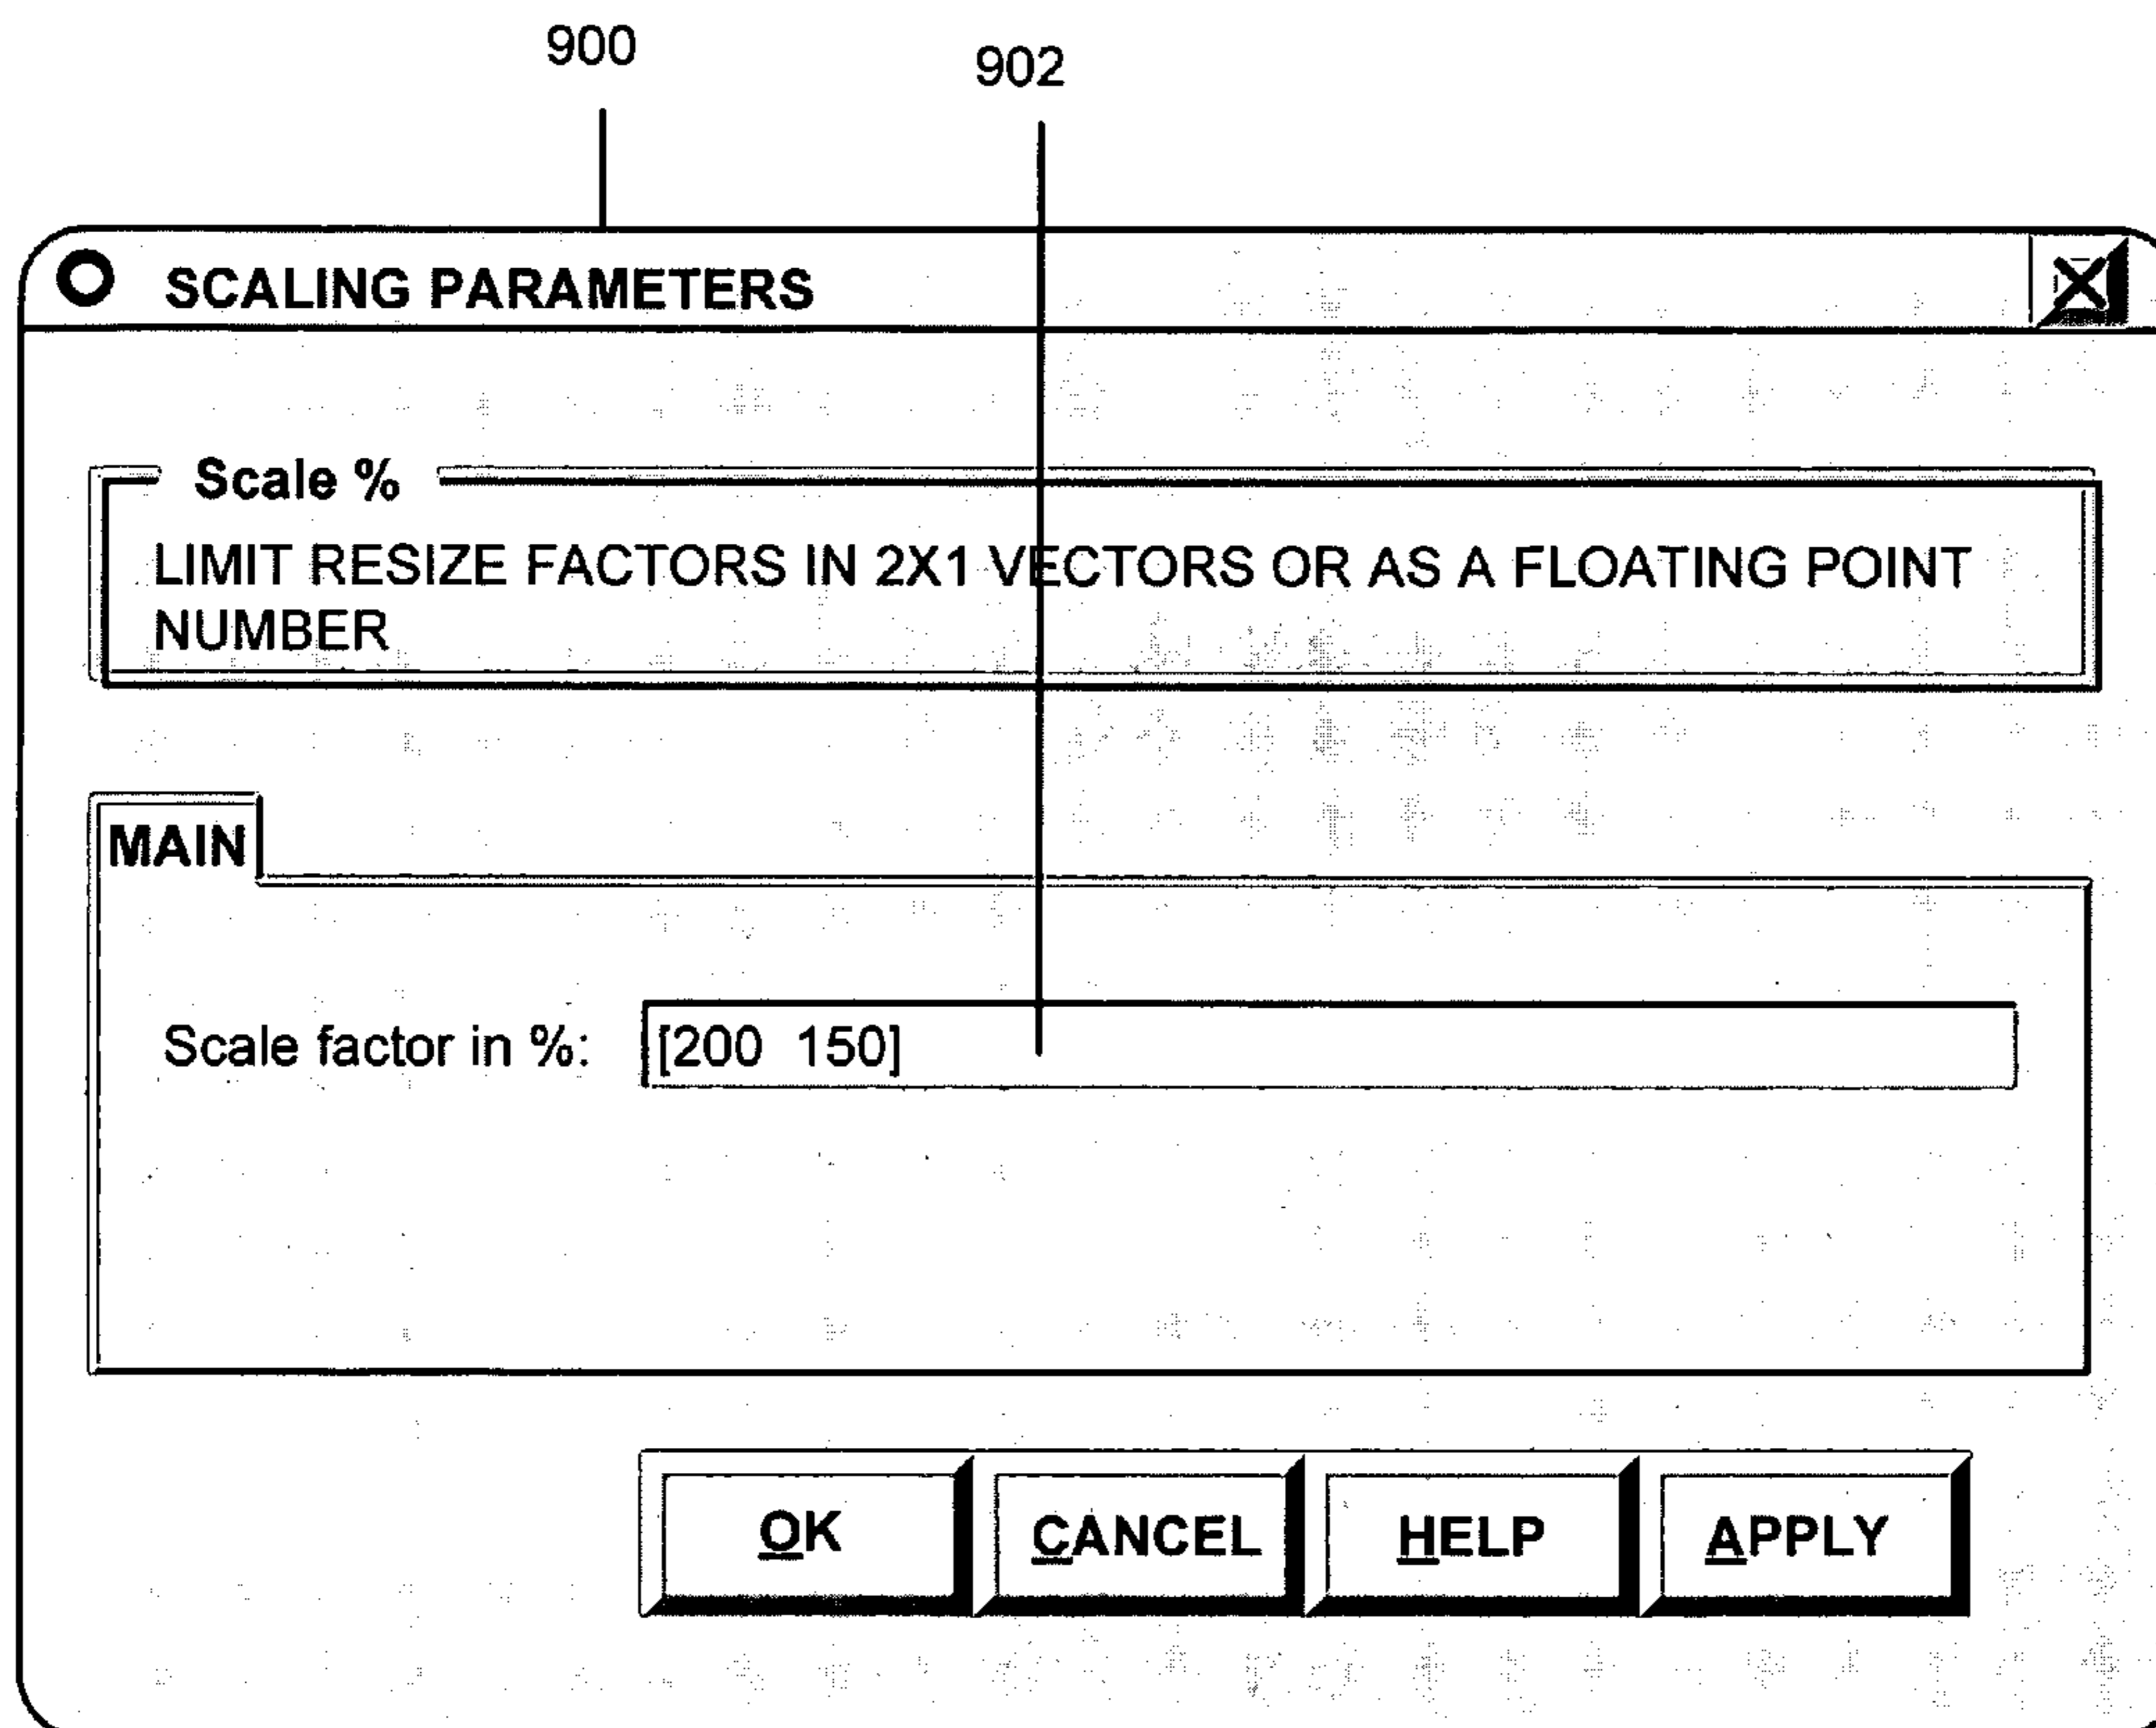 900
902
SCALING PARAMETERS
Scale %
LIMIT RESIZE FACTORS IN 2X1 VECTORS OR AS A FLOATING POINT
NUMBER
MAIN
Scale factor in %: [200 150]
OK CANCEL HELP APPLY